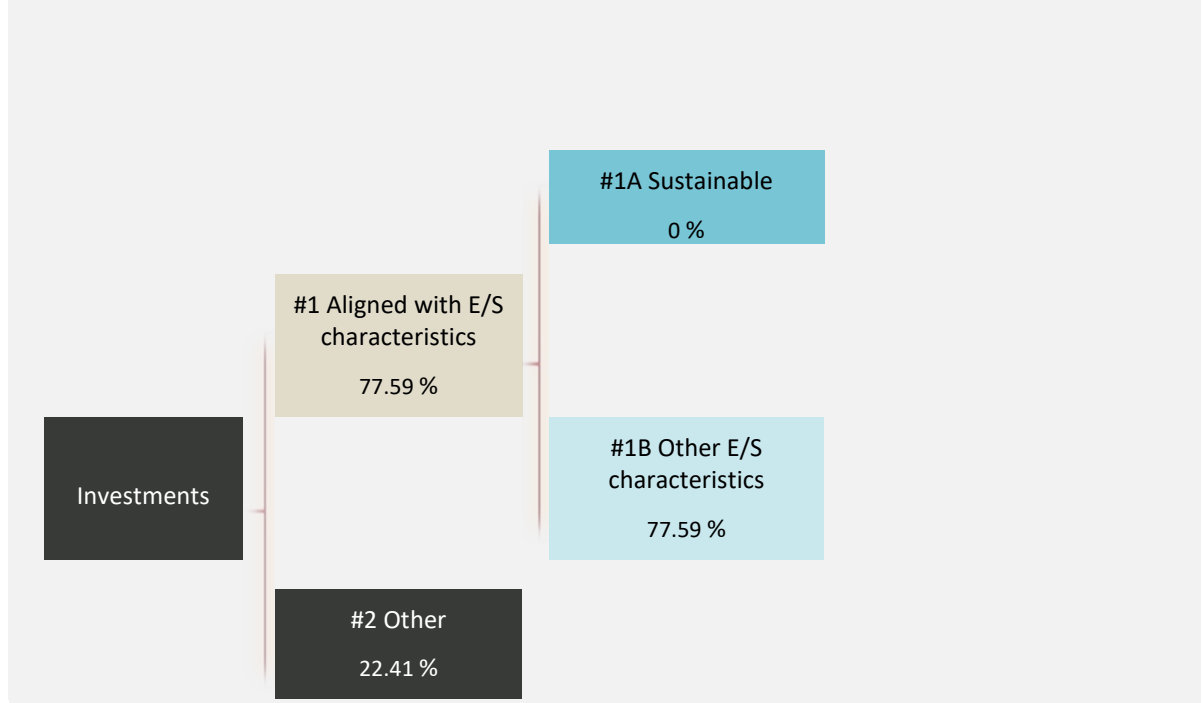 #1A Sustainable
0 %
#1 Aligned with E/S
characteristics
77.59 %
#1B Other E/S
characteristics
77.59 %
Investments
#2 Other
22.41 %